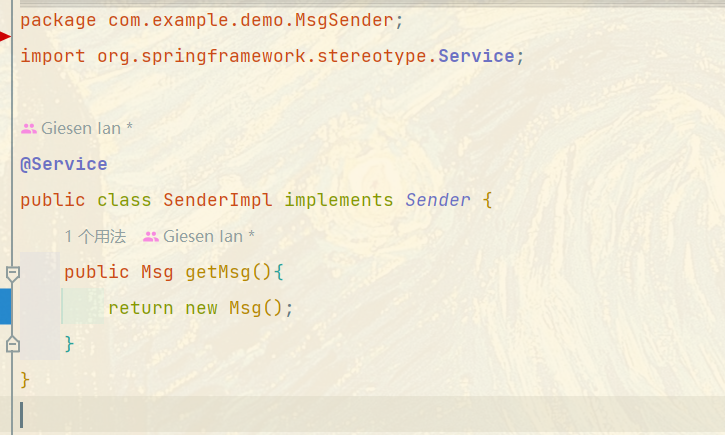 package com.example.demo.MsgSender;
import org.springframework.stereotype.Service;
Giesen Ian *
@Service
public class SenderImpl implements Sender {
1 个用法 Giesen Ian *
public Msg getMsg(){
return new Msg();
}
}